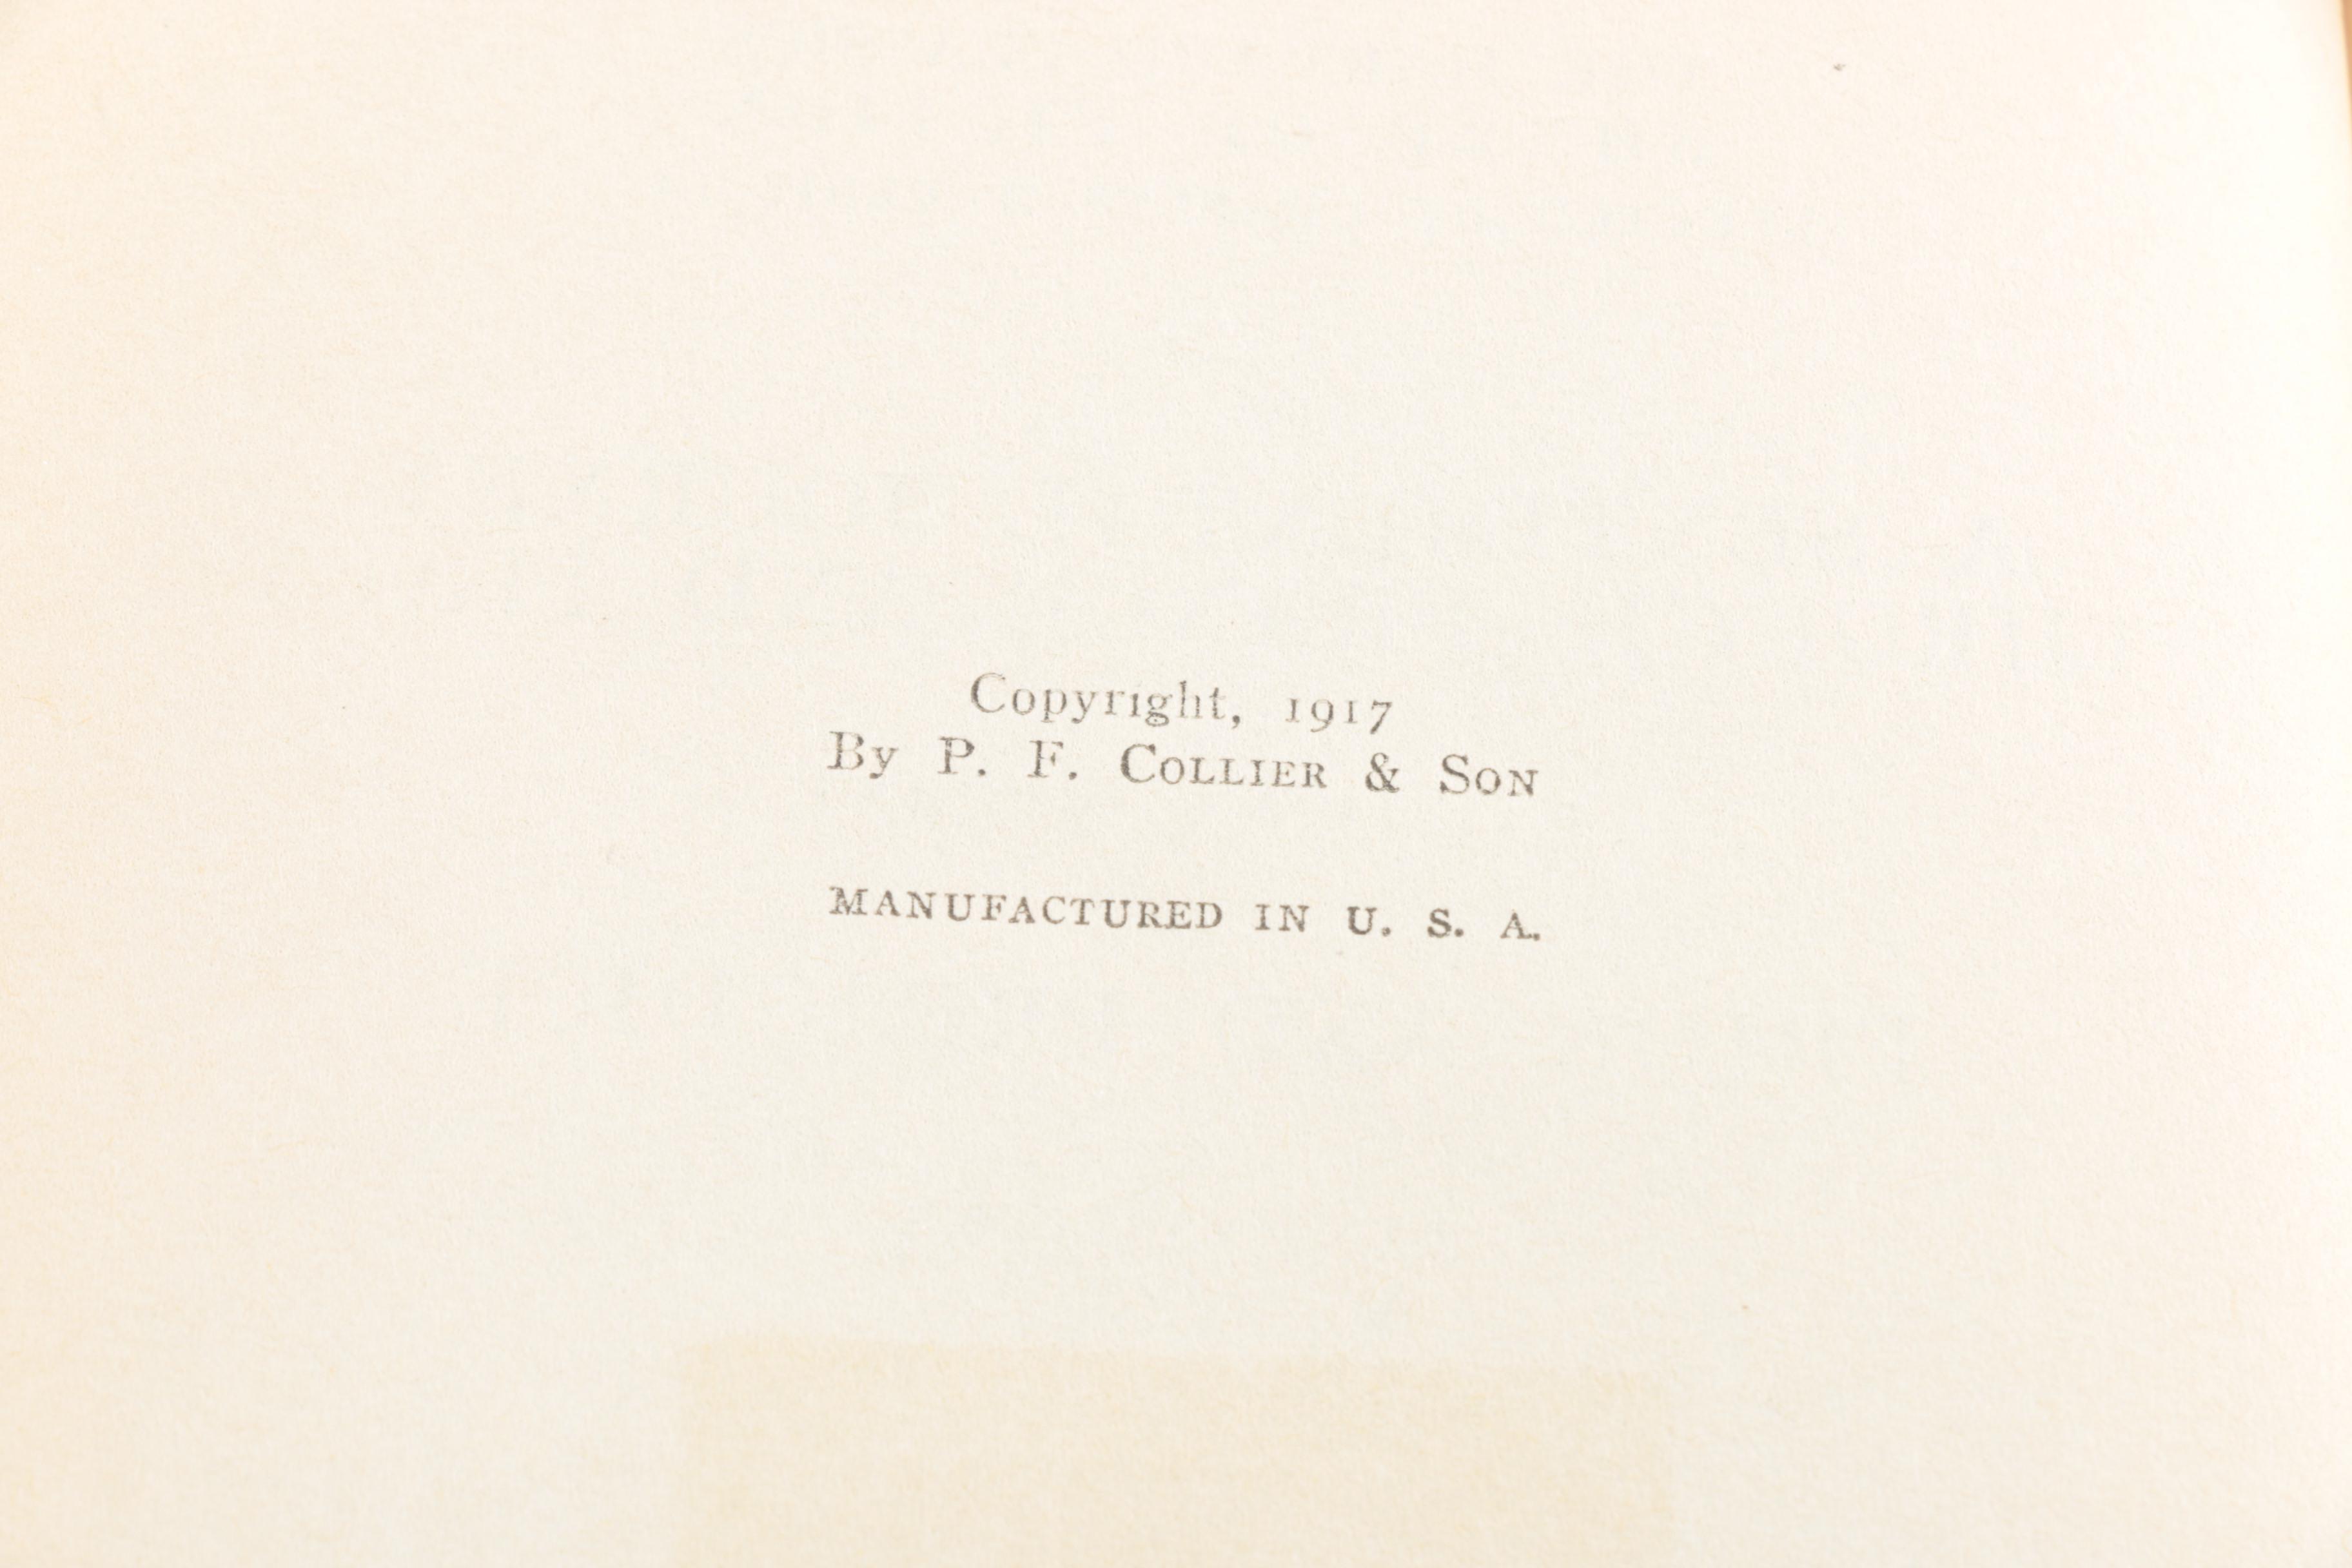 Copyright, 1917
By P. F. COLLIER & SON
MANUFACTURED IN U. S. A.